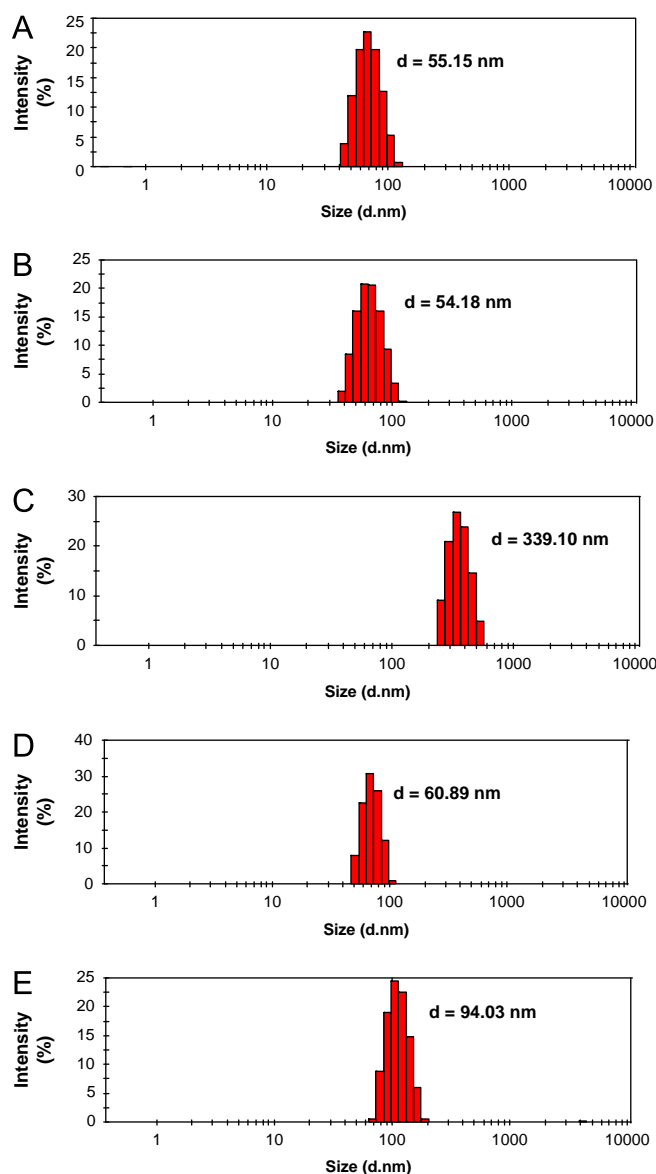 A
25
20
15
10
5
0
Intensity
(%)
d = 55.15 nm
1 10 100 1000 10000
Size (d.nm)
B
25
20
15
10
5
0
Intensity
(%)
d = 54.18 nm
1 10 100 1000 10000
Size (d.nm)
C
30
20
10
0
Intensity
(%)
d = 339.10 nm
1 10 100 1000 10000
Size (d.nm)
D
40
30
20
10
0
Intensity
(%)
d = 60.89 nm
1 10 100 1000 10000
Size (d.nm)
E
25
20
15
10
5
0
Intensity
(%)
d = 94.03 nm
1 10 100 1000 10000
Size (d.nm)